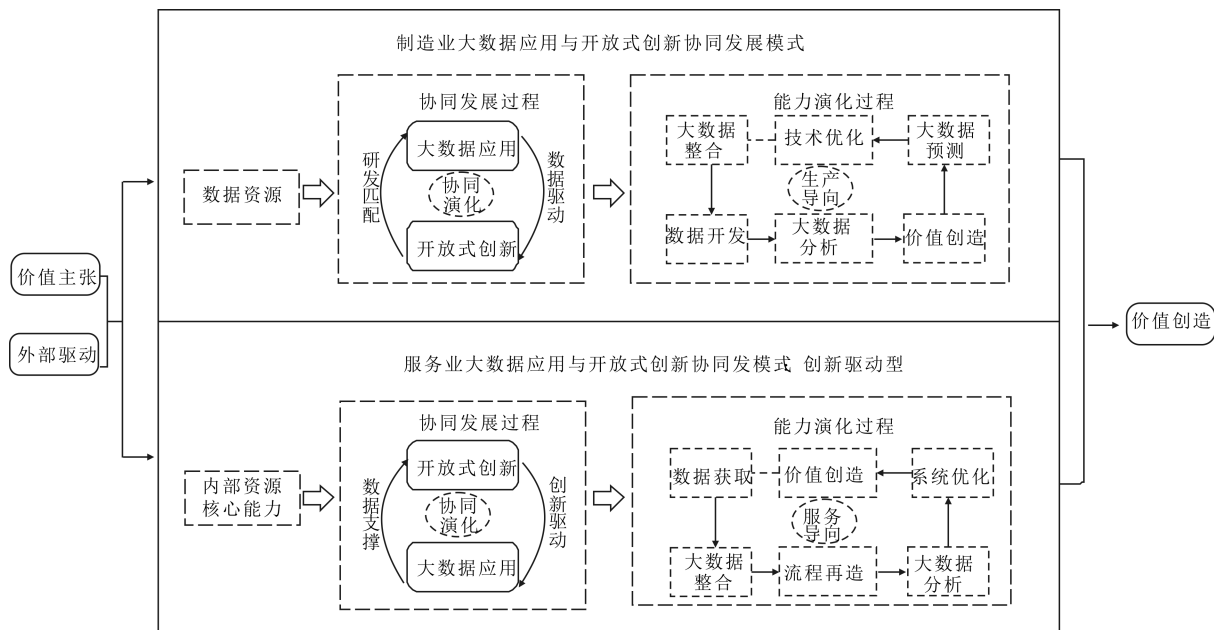 制造业大数据应用与开放式创新协同发展模式
协同发展过程
能力演化过程
大数据应用
研发匹配
协同
演化
数据驱动
开放式创新
数据资源
大数据
整合
技术优化
大数据
预测
生产
导向
数据开发
大数据
分析
价值创造
价值主张
外部驱动
价值创造
服务业大数据应用与开放式创新协同发模式 创新驱动型
协同发展过程
能力演化过程
开放式创新
数据支撑
协同
演化
创新驱动
大数据应用
内部资源
核心能力
数据获取
价值创造
系统优化
服务
导向
大数据
整合
流程再造
大数据
分析